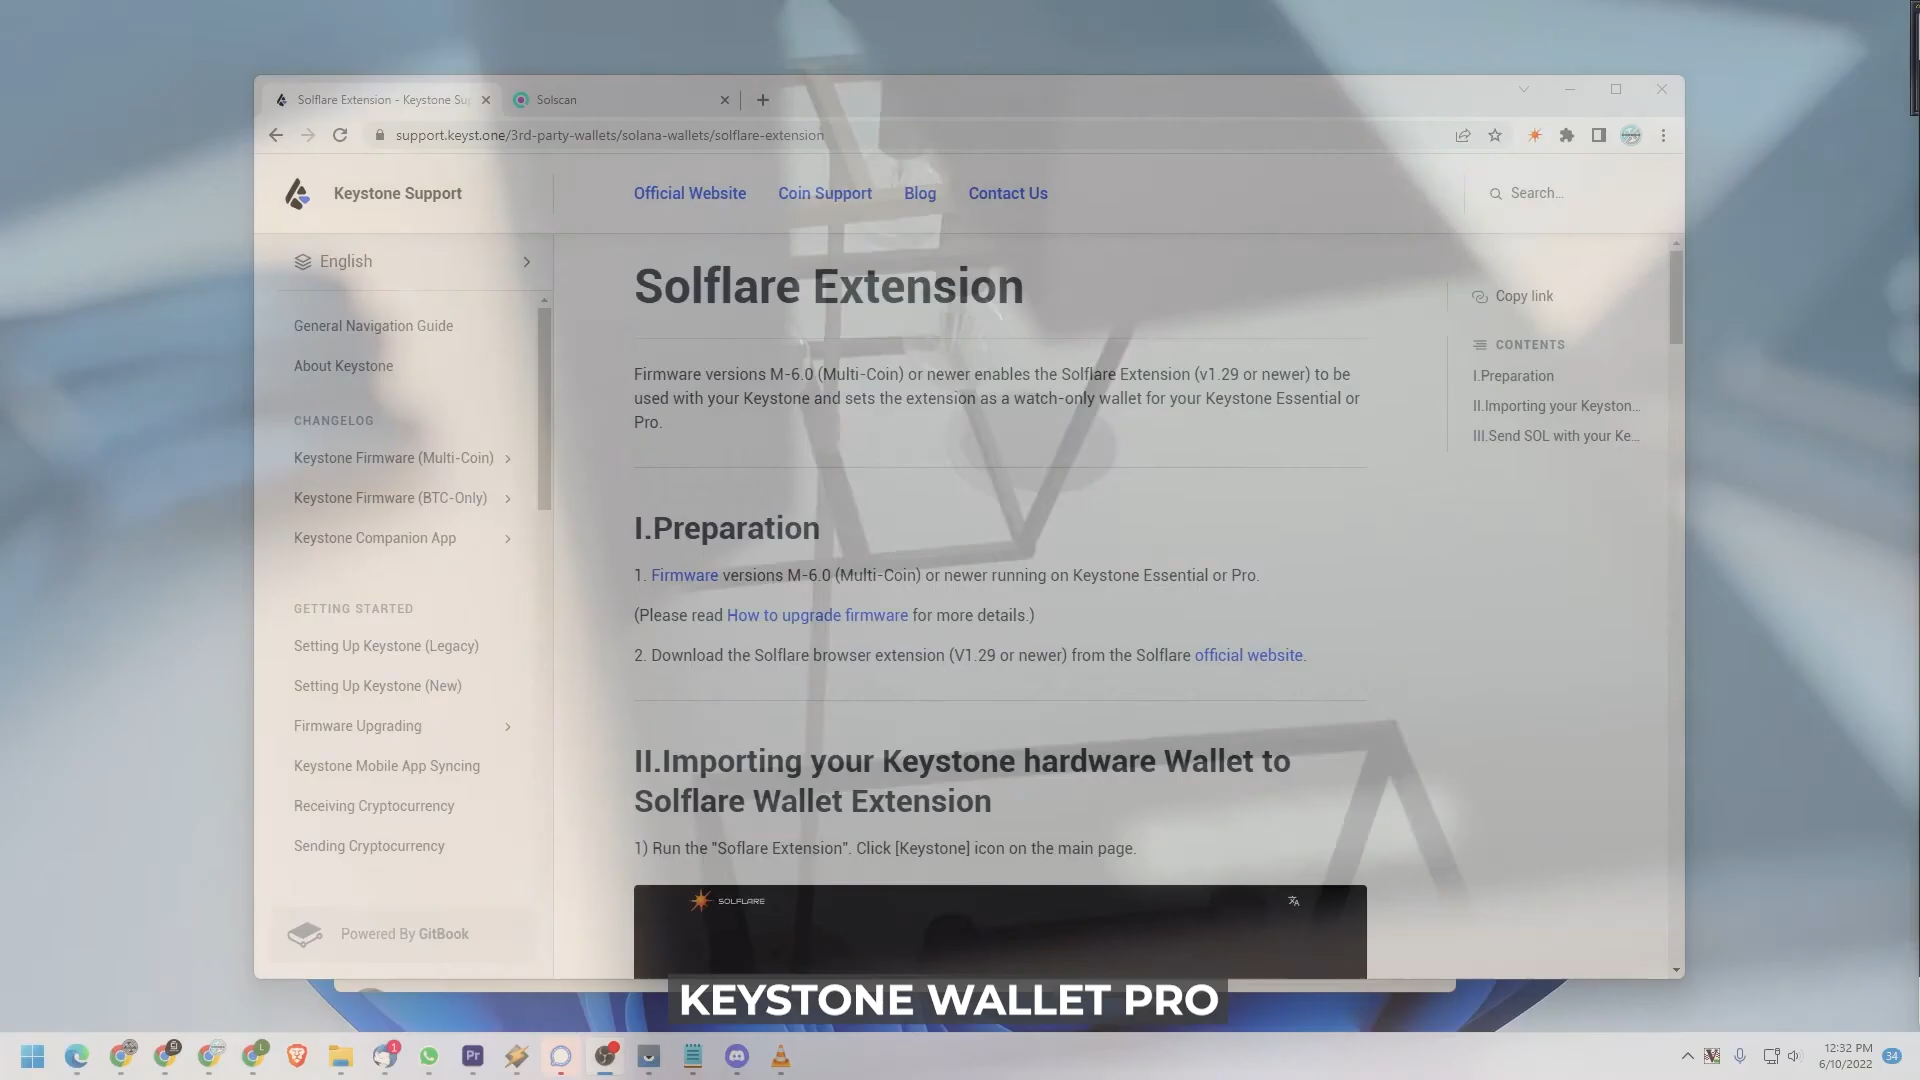 Solflare Extension - Keystone Sup
Solscan
support.keyst.one/3rd-party-wallets/solana-wallets/solflare-extension
Keystone Support
Official Website
Coin Support
Blog
Contact Us
Search...
English
General Navigation Guide
About Keystone
CHANGELOG
Keystone Firmware (Multi-Coin)
Keystone Firmware (BTC-Only)
Keystone Companion App
GETTING STARTED
Setting Up Keystone (Legacy)
Setting Up Keystone (New)
Firmware Upgrading
Keystone Mobile App Syncing
Receiving Cryptocurrency
Sending Cryptocurrency
Powered By GitBook
Solflare Extension
Firmware versions M-6.0 (Multi-Coin) or newer enables the Solflare Extension (v1.29 or newer) to be
used with your Keystone and sets the extension as a watch-only wallet for your Keystone Essential or
Pro.
I.Preparation
1. Firmware versions M-6.0 (Multi-Coin) or newer running on Keystone Essential or Pro.
(Please read How to upgrade firmware for more details.)
2. Download the Solflare browser extension (V1.29 or newer) from the Solflare official website.
II.Importing your Keystone hardware Wallet to
Solflare Wallet Extension
1) Run the "Soflare Extension". Click [Keystone] icon on the main page.
SOLFLARE
Copy link
CONTENTS
I.Preparation
II.Importing your Keyston...
III.Send SOL with your Ke...
KEYSTONE WALLET PRO
1
Pr
12:32 PM
6/10/2022
34